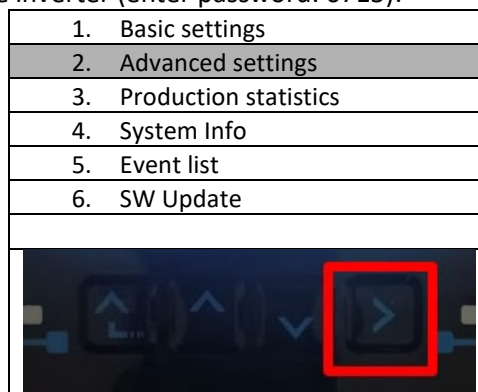 s inverter (enter password: 0715).
1. Basic settings
2. Advanced settings
3. Production statistics
4. System Info
5. Event list
6. SW Update